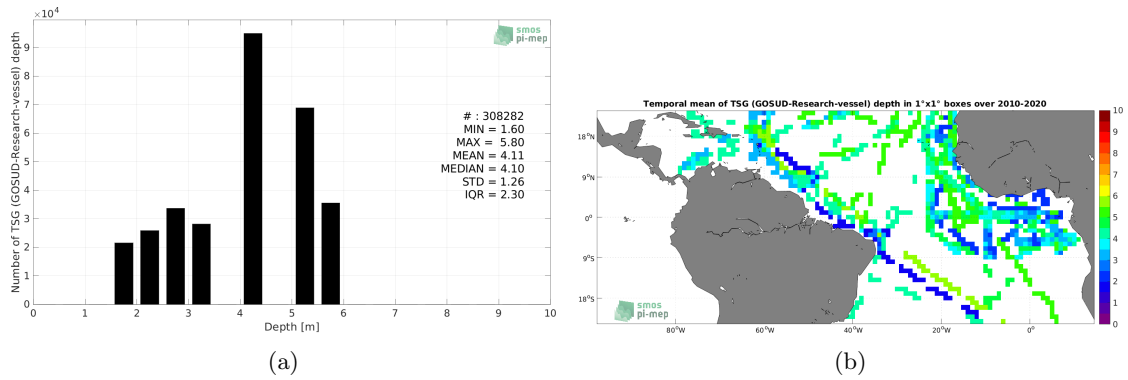 ×10⁴
9
8
7
6
5
4
3
2
1
0
Number of TSG (GOSUD-Research-vessel) depth
smos
pi-mep
# : 308282
MIN = 1.60
MAX = 5.80
MEAN = 4.11
MEDIAN = 4.10
STD = 1.26
IQR = 2.30
0 1 2 3 4 5 6 7 8 9 10
Depth [m]
(a)
Temporal mean of TSG (GOSUD-Research-vessel) depth in 1°x1° boxes over 2010-2020
18°N
9°N
0°
9°S
18°S
smos
pi-mep
80°W 60°W 40°W 20°W 0°
10
9
8
7
6
5
4
3
2
1
0
(b)